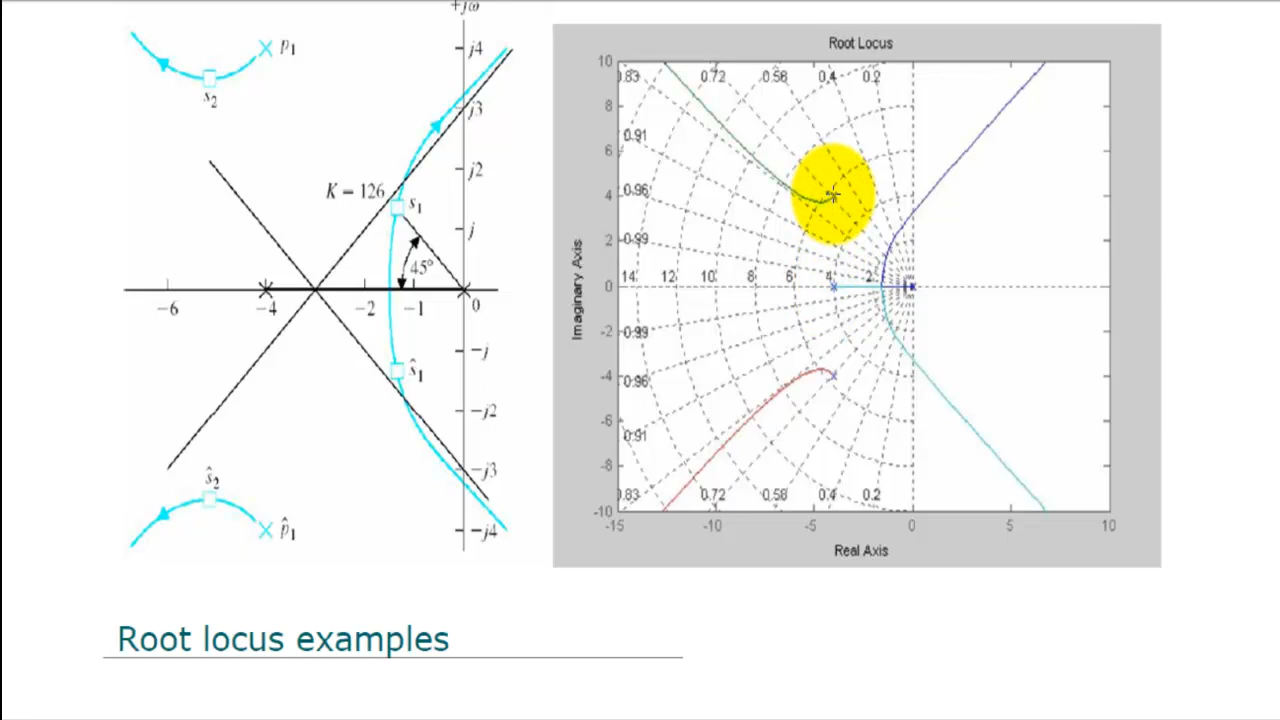 +jω
p₁
j4
s₂
j3
j2
K = 126
s₁
j
45°
−6
−4
−2
−1
0
−j
ŝ₁
−j2
−j3
ŝ₂
p̂₁
−j4
Root Locus
10
0.83
0.72
0.58
0.4
0.2
8
0.91
6
4
0.96
2
0.99
14
12
10
8
6
4
2
0
-2
0.99
-4
0.96
-6
0.91
-8
0.83
0.72
0.58
0.4
0.2
-10
-15
-10
-5
0
5
10
Imaginary Axis
Real Axis
Root locus examples